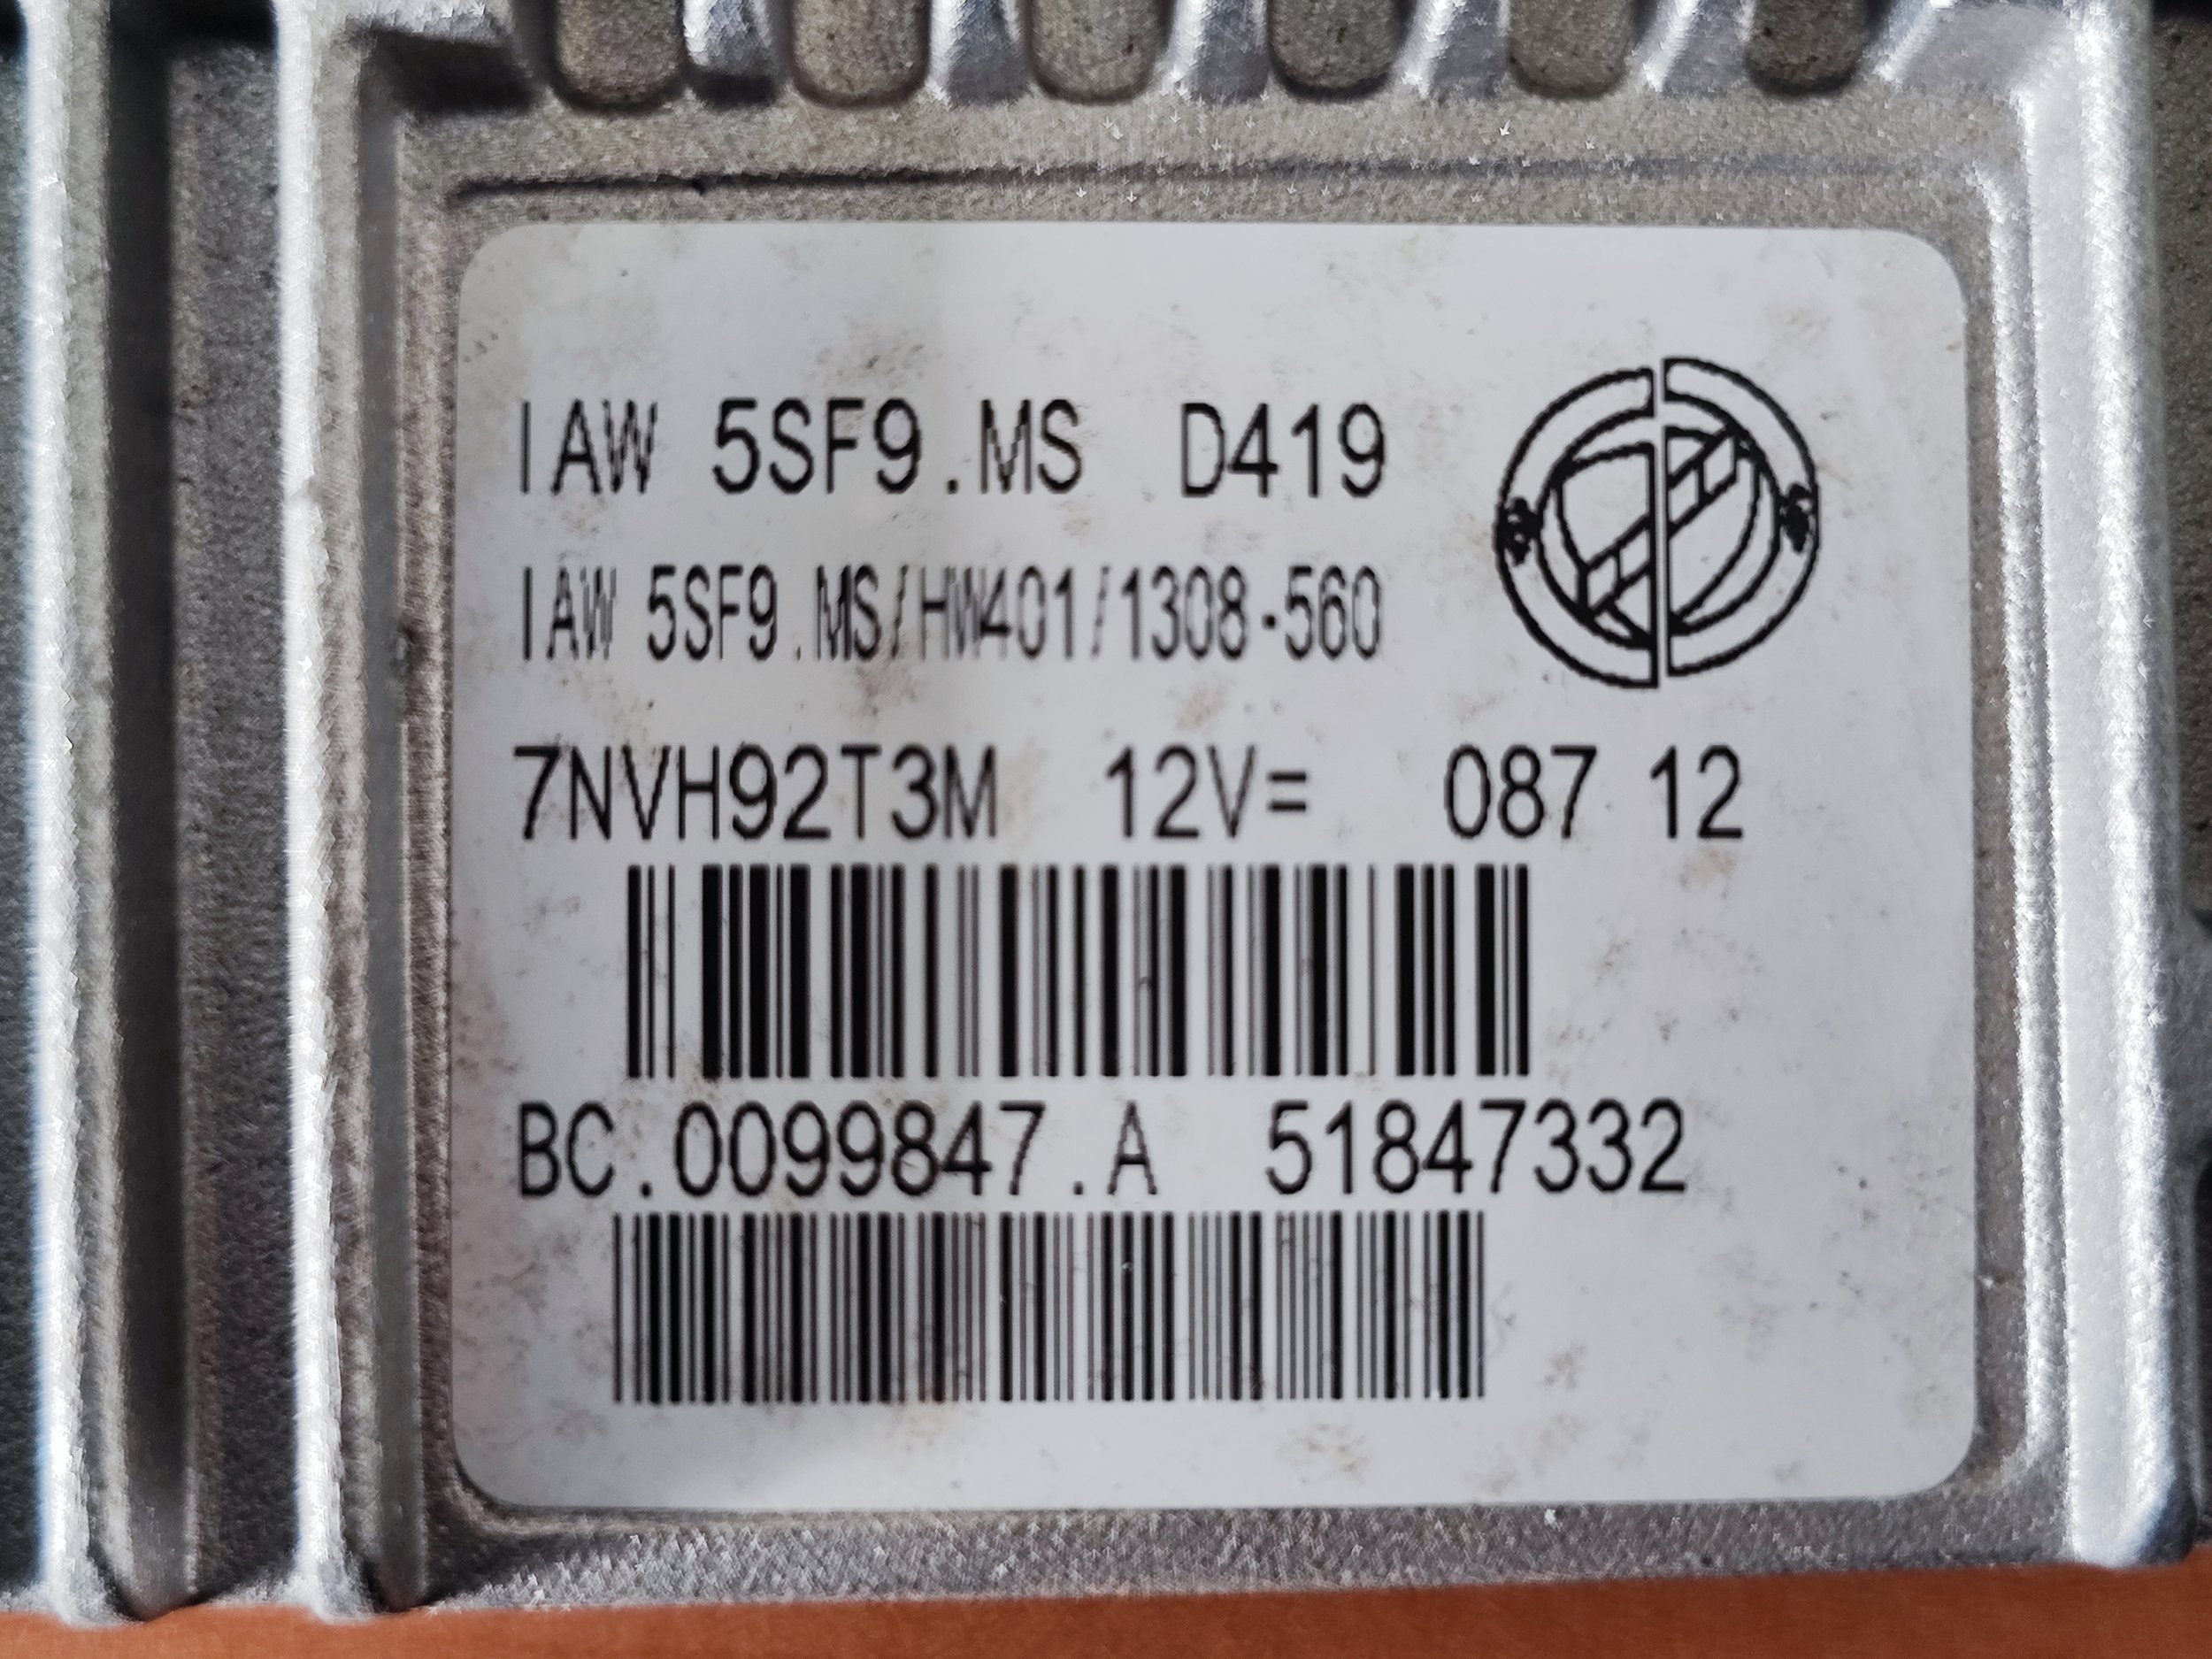 IAW 5SF9.MS D419
IAW 5SF9.MS/HW401/1308-560
7NVH92T3M 12V= 087 12
BC.0099847.A 51847332